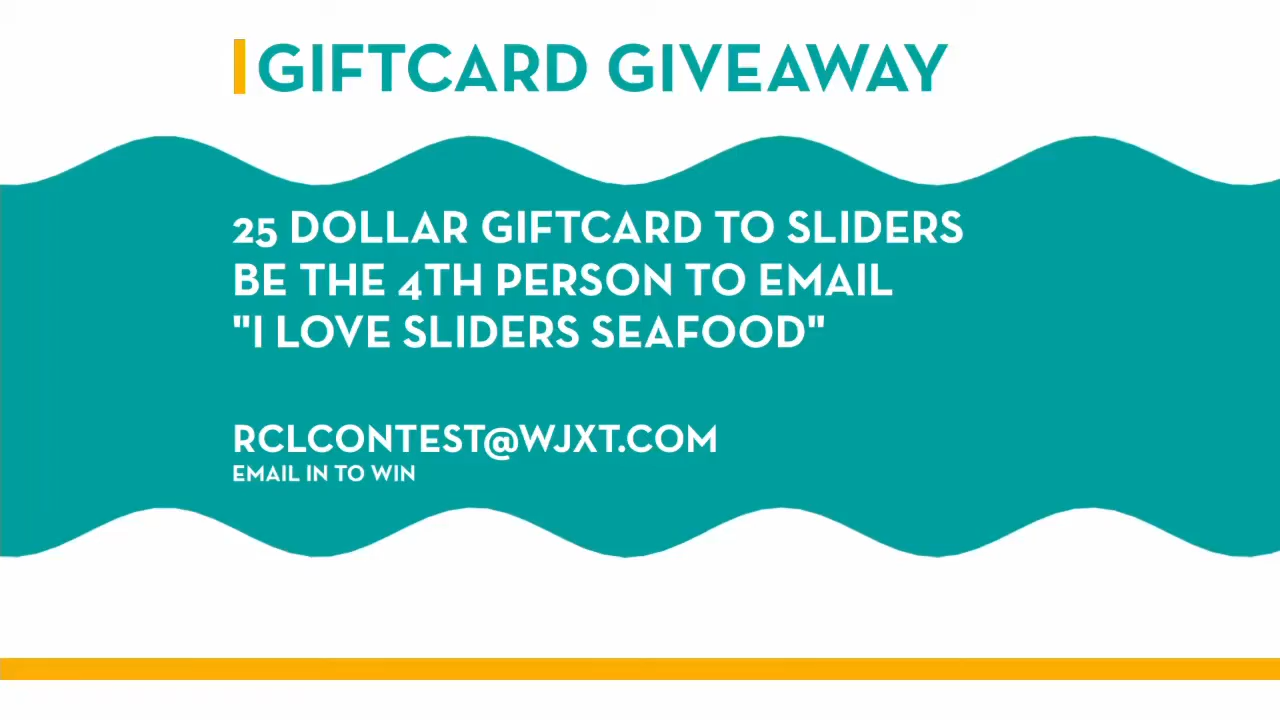 GIFTCARD GIVEAWAY
25 DOLLAR GIFTCARD TO SLIDERS
BE THE 4TH PERSON TO EMAIL
"I LOVE SLIDERS SEAFOOD"
RCLCONTEST@WJXT.COM
EMAIL IN TO WIN